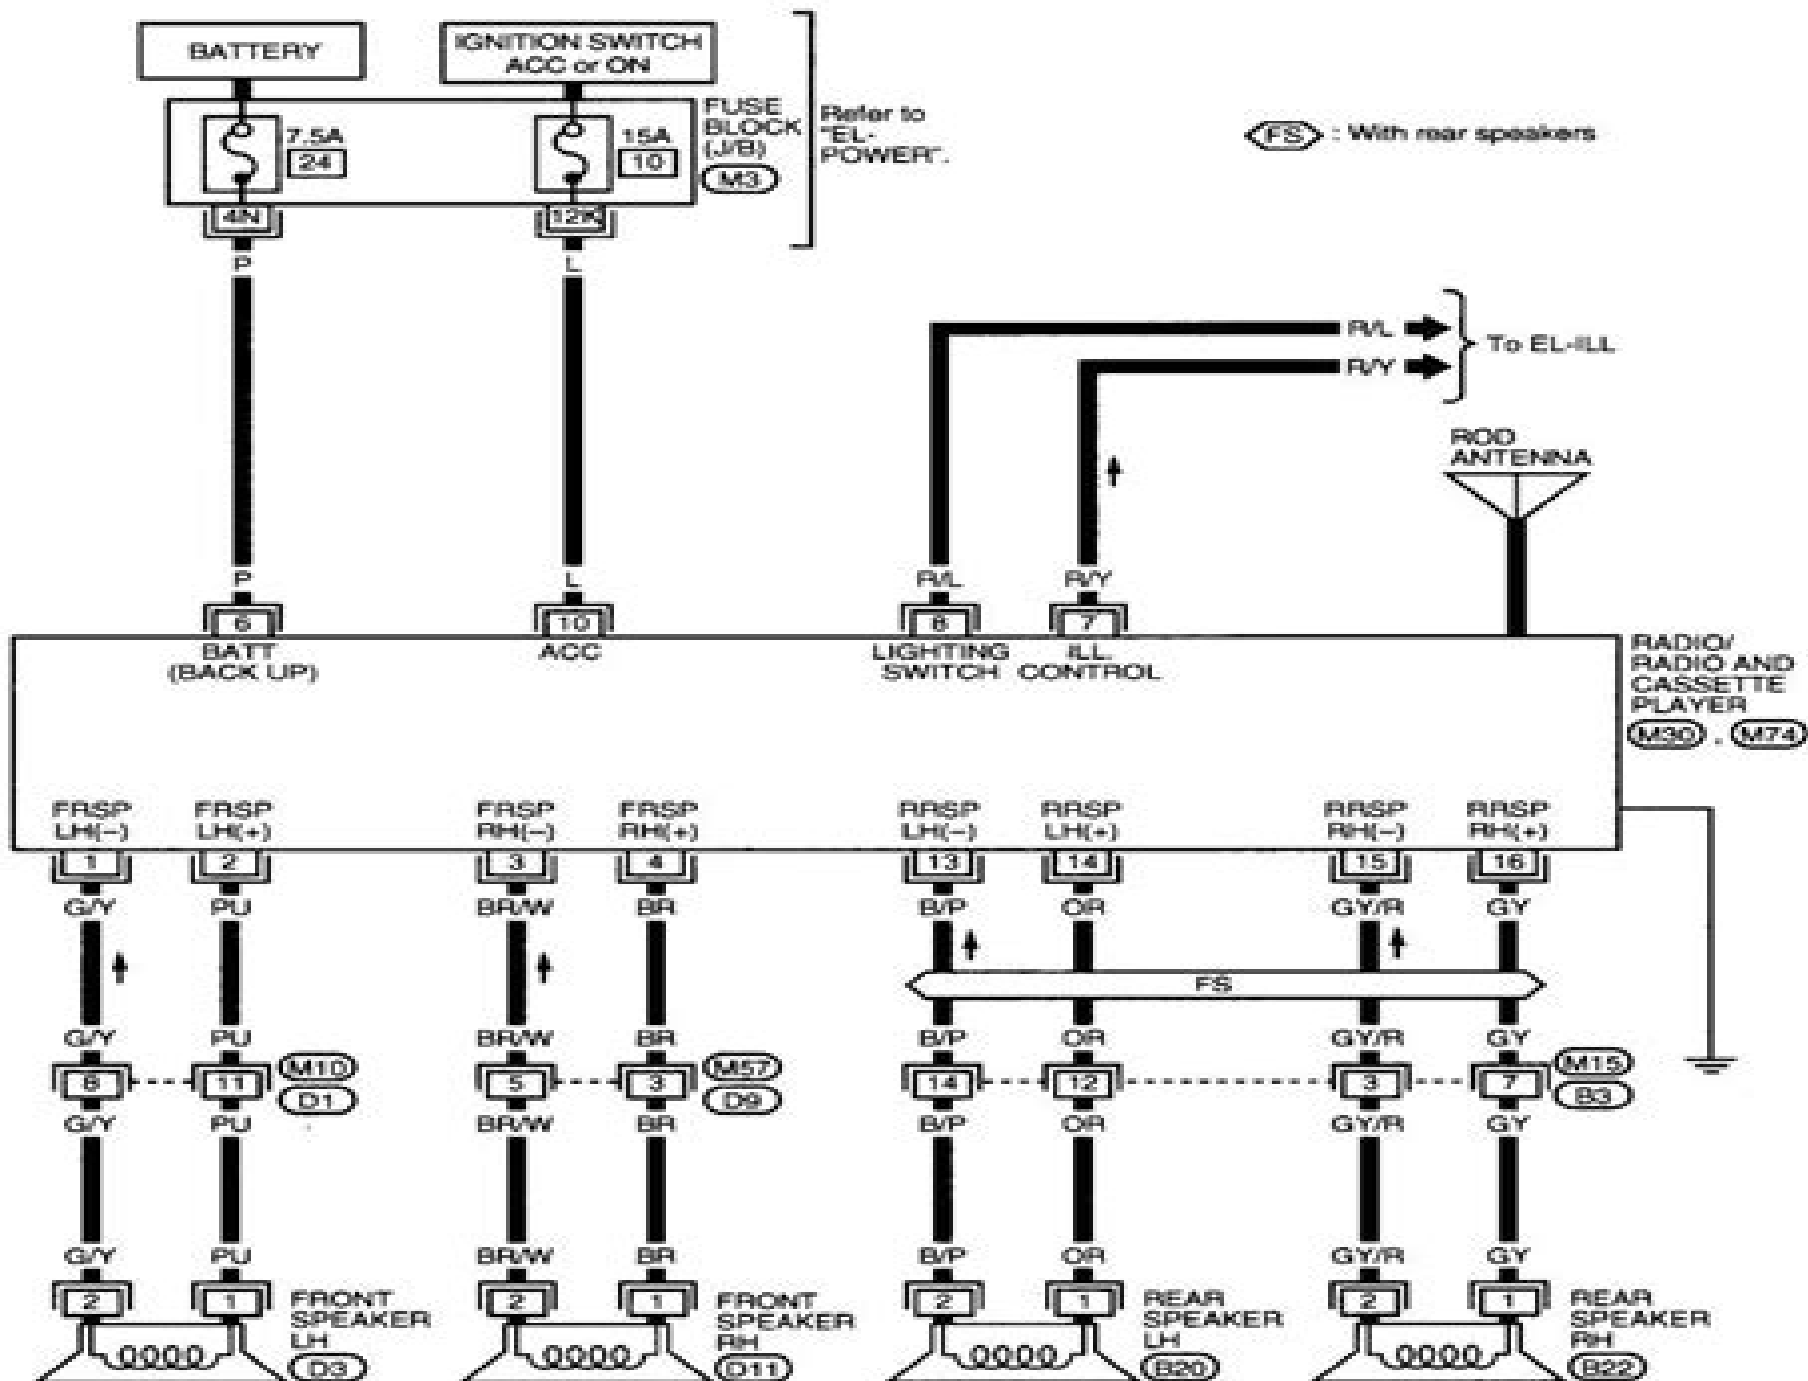 BATTERY
IGNITION SWITCH
ACC or ON
7.5A
24
15A
10
FUSE
BLOCK
(J/B)
M3
Refer to
"EL-
POWER".
FS : With rear speakers
4N
12K
P
L
R/L
R/Y
To EL-ILL
ROD
ANTENNA
P
L
R/L
R/Y
6
10
8
7
BATT
(BACK UP)
ACC
LIGHTING
SWITCH
ILL.
CONTROL
RADIO/
RADIO AND
CASSETTE
PLAYER
M30 , M74
FRSP
LH(-)
FRSP
LH(+)
FRSP
RH(-)
FRSP
RH(+)
RRSP
LH(-)
RRSP
LH(+)
RRSP
RH(-)
RRSP
RH(+)
1
2
3
4
13
14
15
16
G/Y
PU
BR/W
BR
B/P
OR
GY/R
GY
FS
G/Y
PU
BR/W
BR
B/P
OR
GY/R
GY
8
11
M10
D1
5
3
M57
D9
14
12
3
7
M15
B3
G/Y
PU
BR/W
BR
B/P
OR
GY/R
GY
G/Y
PU
BR/W
BR
B/P
OR
GY/R
GY
2
1
FRONT
SPEAKER
LH
D3
2
1
FRONT
SPEAKER
RH
D11
2
1
REAR
SPEAKER
LH
B20
2
1
REAR
SPEAKER
RH
B22